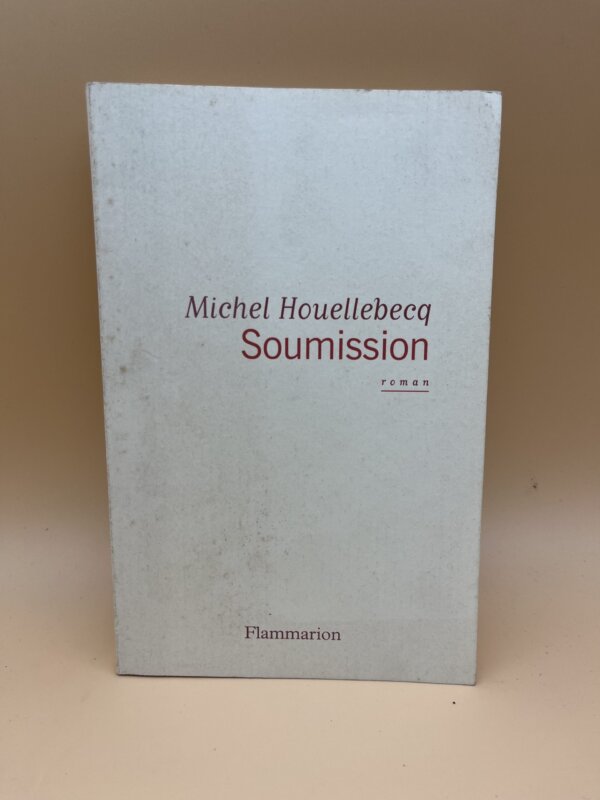 Michel Houellebecq
Soumission
roman
Flammarion